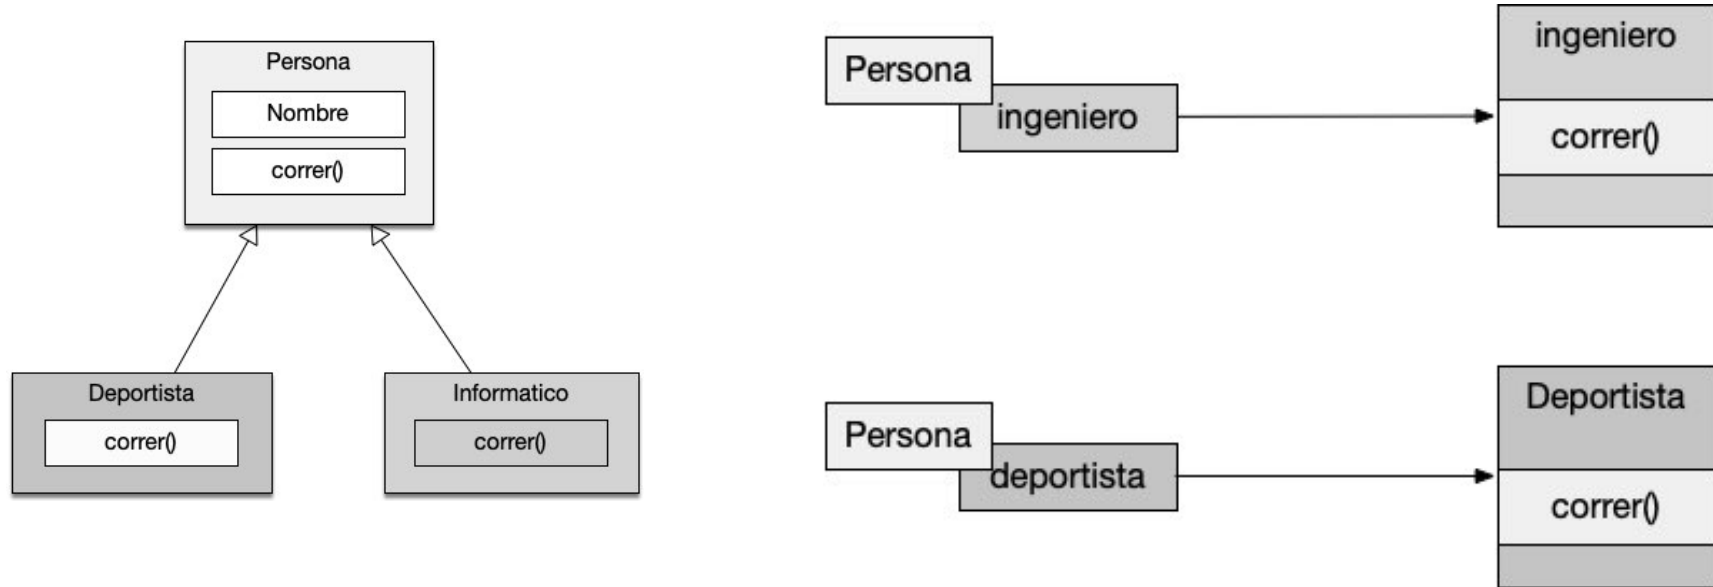 Persona
Nombre
correr()
Deportista
correr()
Informatico
correr()
Persona
ingeniero
ingeniero
correr()
Persona
deportista
Deportista
correr()